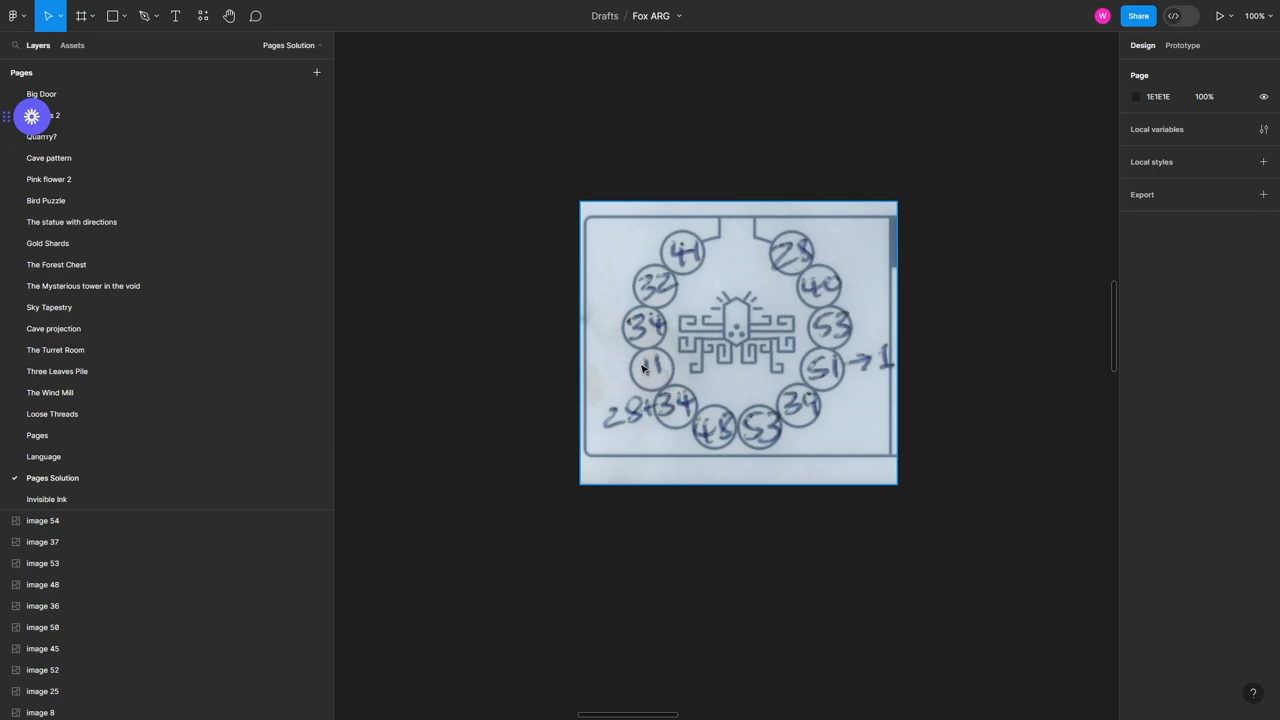 Drafts / Fox ARG
W
Share
100%
Layers
Assets
Pages Solution
Pages
Big Door
s 2
Quarrry?
Cave pattern
Pink flower 2
Bird Puzzle
The statue with directions
Gold Shards
The Forest Chest
The Mysterious tower in the void
Sky Tapestry
Cave projection
The Turret Room
Three Leaves Pile
The Wind Mill
Loose Threads
Pages
Language
Pages Solution
Invisible Ink
image 54
image 37
image 53
image 48
image 36
image 50
image 45
image 52
image 25
image 8
41
28
32
40
34
53
11
51 → 1
28+34
39
48
53
Design
Prototype
Page
1E1E1E
100%
Local variables
Local styles
Export
?